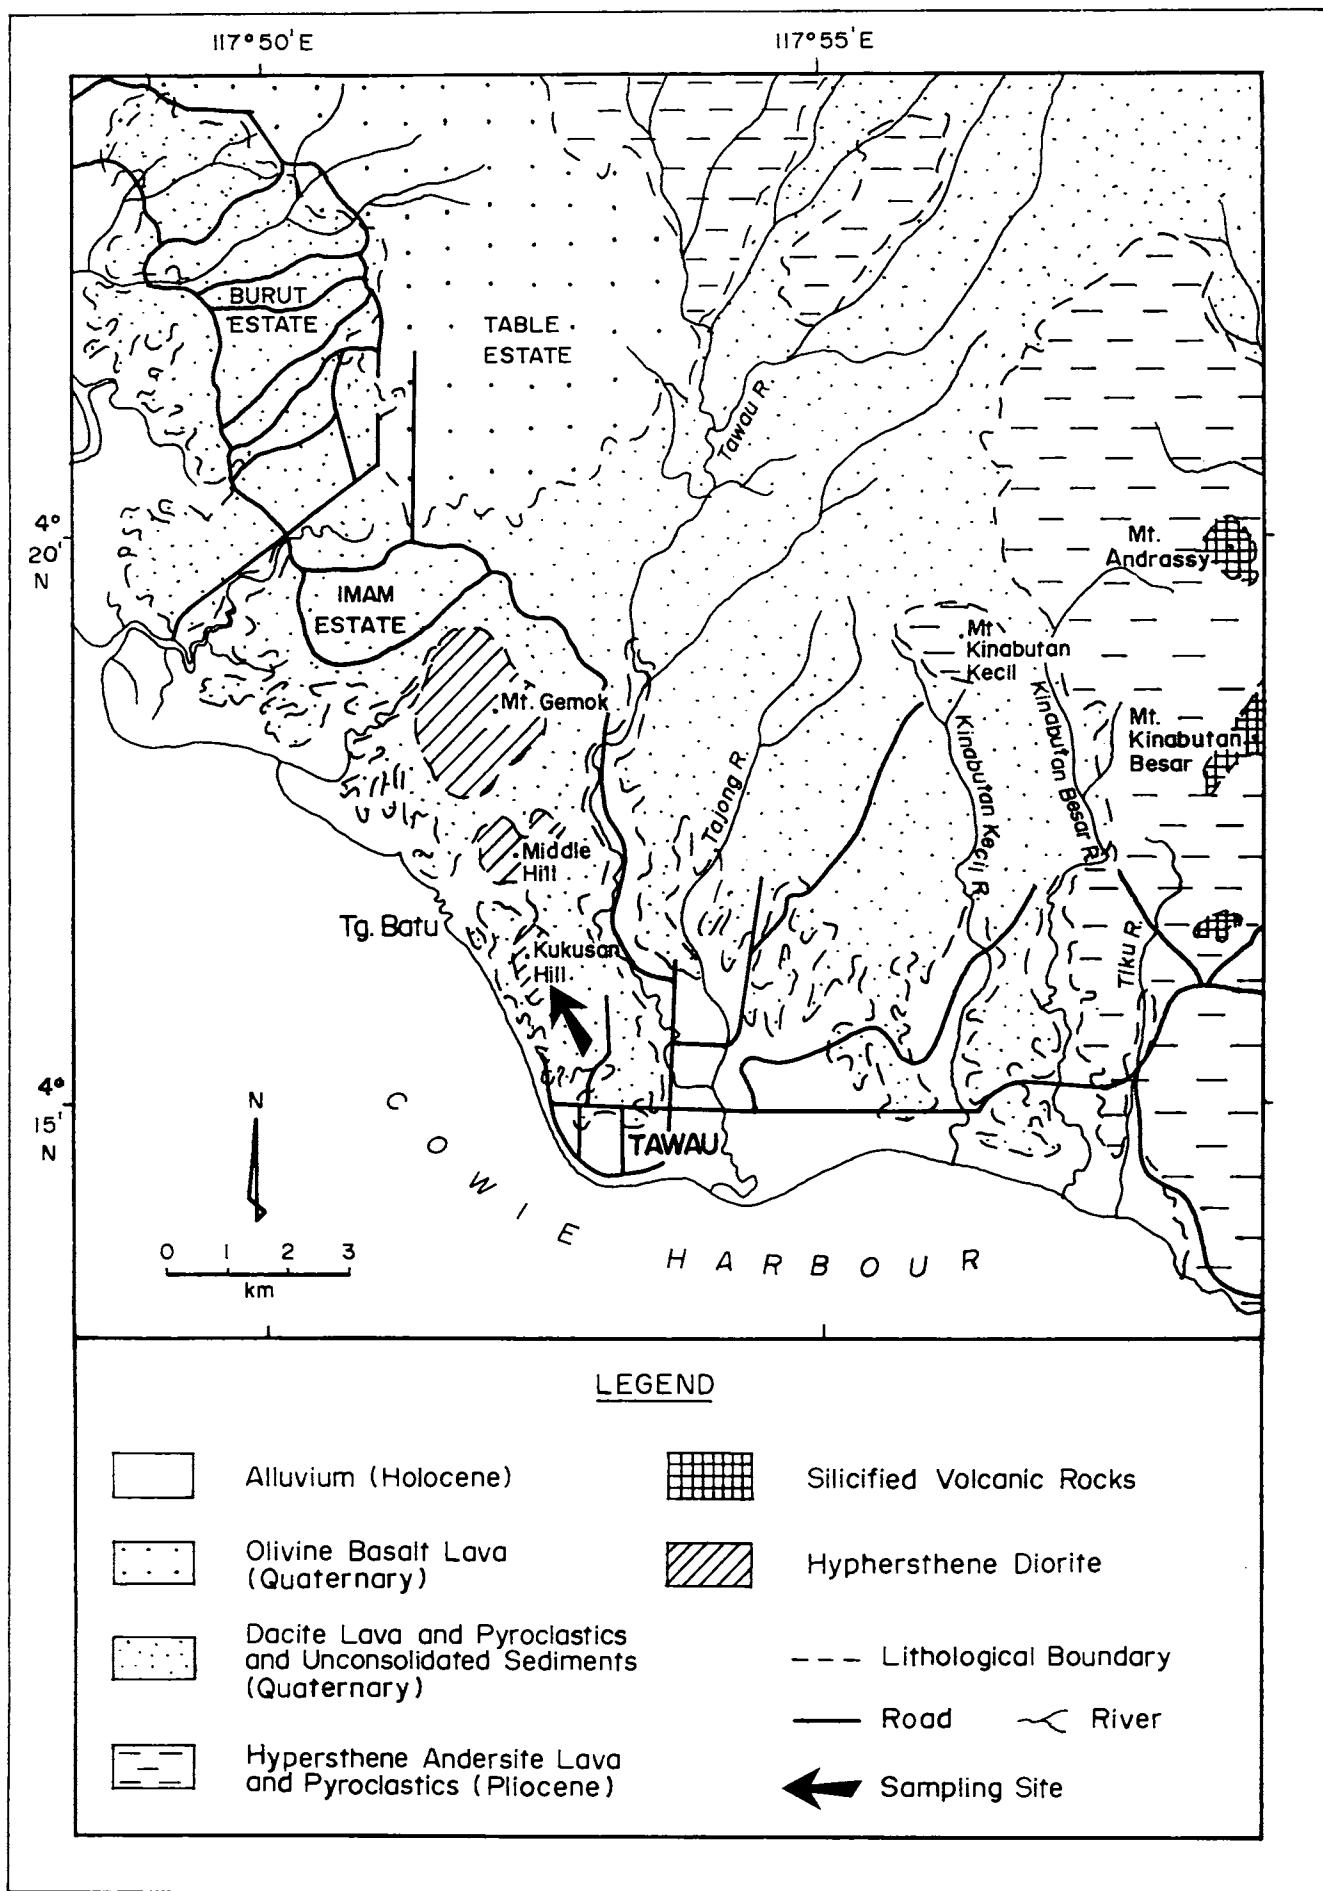 117°50'E 117°55'E
BURUT
ESTATE
TABLE
ESTATE
Tawau R.
4°
20'
N
Mt.
Andrassy
IMAM
ESTATE
Mt.
Kinabutan
Kecil
Mt. Gemok
Kinabutan Kecil R.
Kinabutan Besar R.
Mt.
Kinabutan
Besar
Tajong R.
Middle
Hill
Tg. Batu
Kukusan
Hill
Tiku R.
4°
15'
N
N
TAWAU
COWIE HARBOUR
0 1 2 3
km
LEGEND
Alluvium (Holocene)
Olivine Basalt Lava
(Quaternary)
Dacite Lava and Pyroclastics
and Unconsolidated Sediments
(Quaternary)
Hypersthene Andersite Lava
and Pyroclastics (Pliocene)
Silicified Volcanic Rocks
Hyphersthene Diorite
Lithological Boundary
Road River
Sampling Site